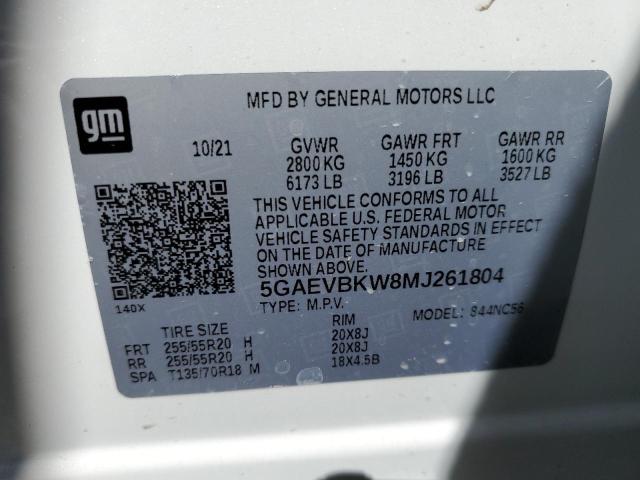 gm
MFD BY GENERAL MOTORS LLC
10/21 GVWR GAWR FRT GAWR RR
2800 KG 1450 KG 1600 KG
6173 LB 3196 LB 3527 LB
THIS VEHICLE CONFORMS TO ALL
APPLICABLE U.S. FEDERAL MOTOR
VEHICLE SAFETY STANDARDS IN EFFECT
ON THE DATE OF MANUFACTURE
SHOWN ABOVE.
5GAEVBKW8MJ261804
140X TYPE: M.P.V. MODEL: 844NC56
TIRE SIZE RIM
FRT 255/55R20 H 20X8J
RR 255/55R20 H 20X8J
SPA T135/70R18 M 18X4.5B